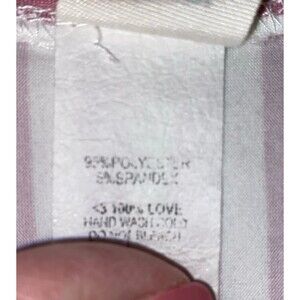 95% POLYESTER
5% SPANDEX
<3 100% LOVE
HAND WASH COLD
DO NOT BLEACH